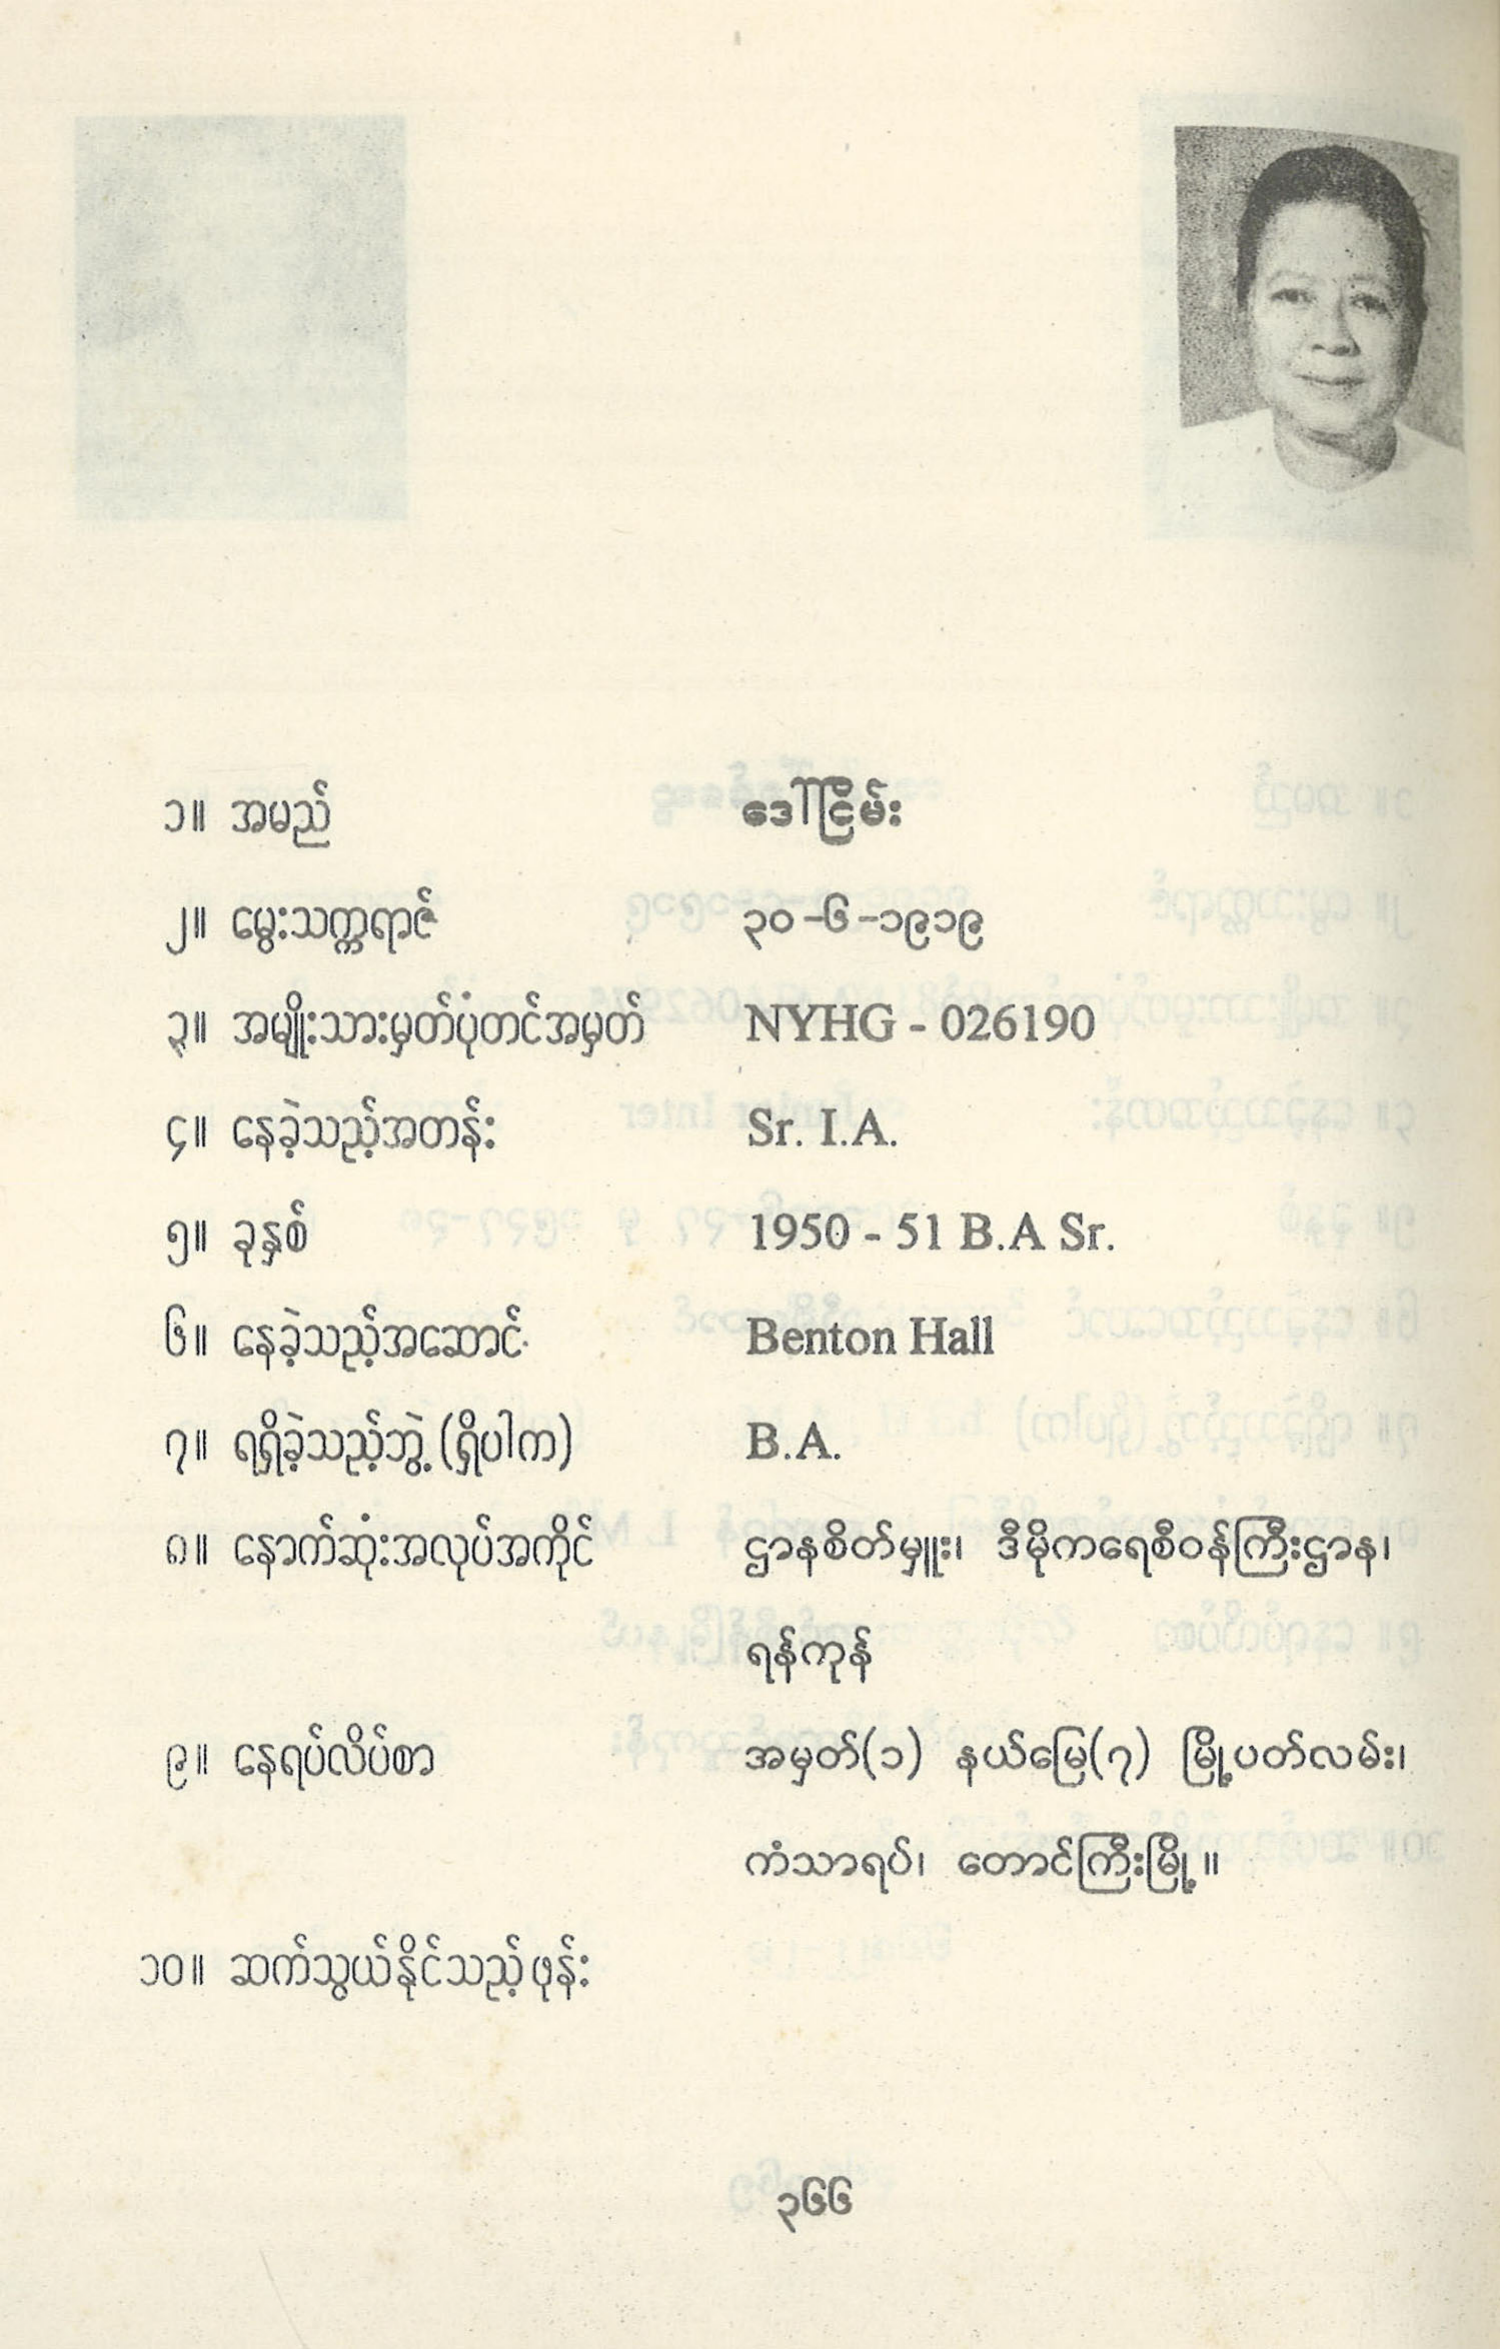 ၁။ အမည် ဒေါ်ငြိမ်း
၂။ မွေးသက္ကရာဇ် ၃၀-၆-၁၉၁၉
၃။ အမျိုးသားမှတ်ပုံတင်အမှတ် NYHG - 026190
၄။ နေခဲ့သည့်အတန်း Sr. I.A.
၅။ ခုနှစ် 1950 - 51 B.A Sr.
၆။ နေခဲ့သည့်အဆောင် Benton Hall
၇။ ရရှိခဲ့သည့်ဘွဲ့(ရှိပါက) B.A.
၈။ နောက်ဆုံးအလုပ်အကိုင် ဌာနစိတ်မှူး၊ ဒီမိုကရေစီဝန်ကြီးဌာန၊
ရန်ကုန်
၉။ နေရပ်လိပ်စာ အမှတ်(၁) နယ်မြေ(၇) မြို့ပတ်လမ်း၊
ကံသာရပ်၊ တောင်ကြီးမြို့။
၁၀။ ဆက်သွယ်နိုင်သည့်ဖုန်း
၃၆၆